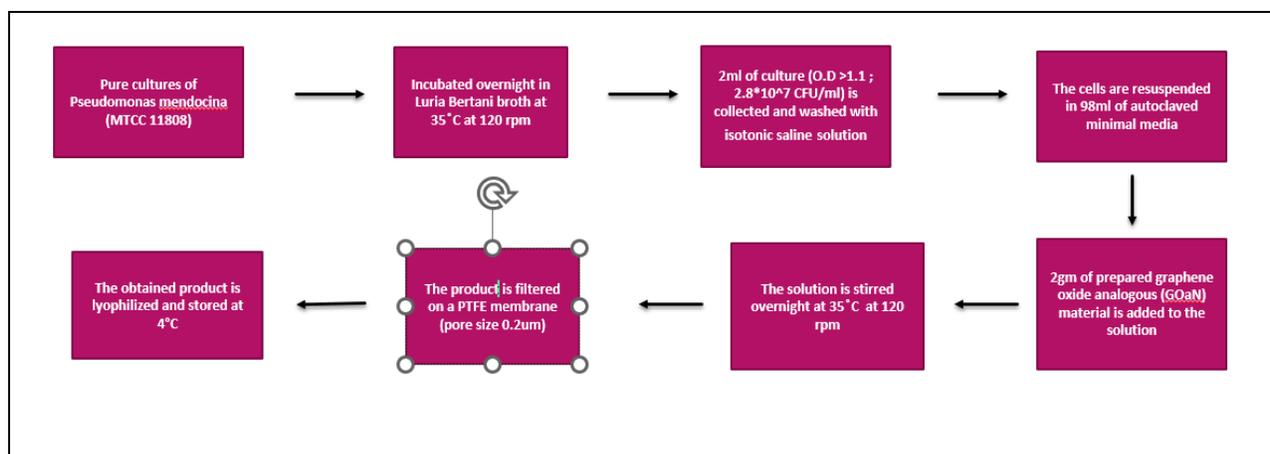 Pure cultures of
Pseudomonas mendocina
(MTCC 11808)
Incubated overnight in
Luria Bertani broth at
35˚C at 120 rpm
2ml of culture (O.D >1.1 ;
2.8*10^7 CFU/ml) is
collected and washed with
isotonic saline solution
The cells are resuspended
in 98ml of autoclaved
minimal media
2gm of prepared graphene
oxide analogous (GOaN)
material is added to the
solution
The solution is stirred
overnight at 35˚C at 120
rpm
The product is filtered
on a PTFE membrane
(pore size 0.2um)
The obtained product is
lyophilized and stored at
4°C